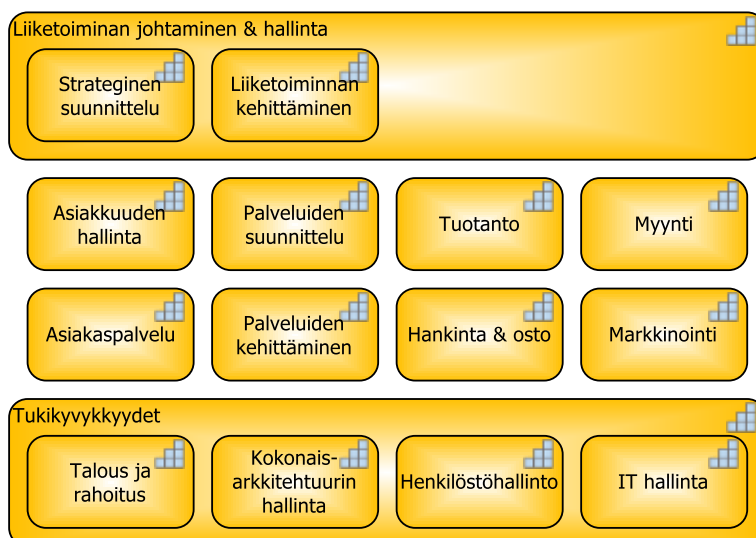 Liiketoiminan johtaminen & hallinta
Strateginen
suunnittelu
Liiketoiminnan
kehittäminen
Asiakkuuden
hallinta
Palveluiden
suunnittelu
Tuotanto
Myynti
Asiakaspalvelu
Palveluiden
kehittäminen
Hankinta & osto
Markkinointi
Tukikyvykkyydet
Talous ja
rahoitus
Kokonais-
arkkitehtuurin
hallinta
Henkilöstöhallinto
IT hallinta